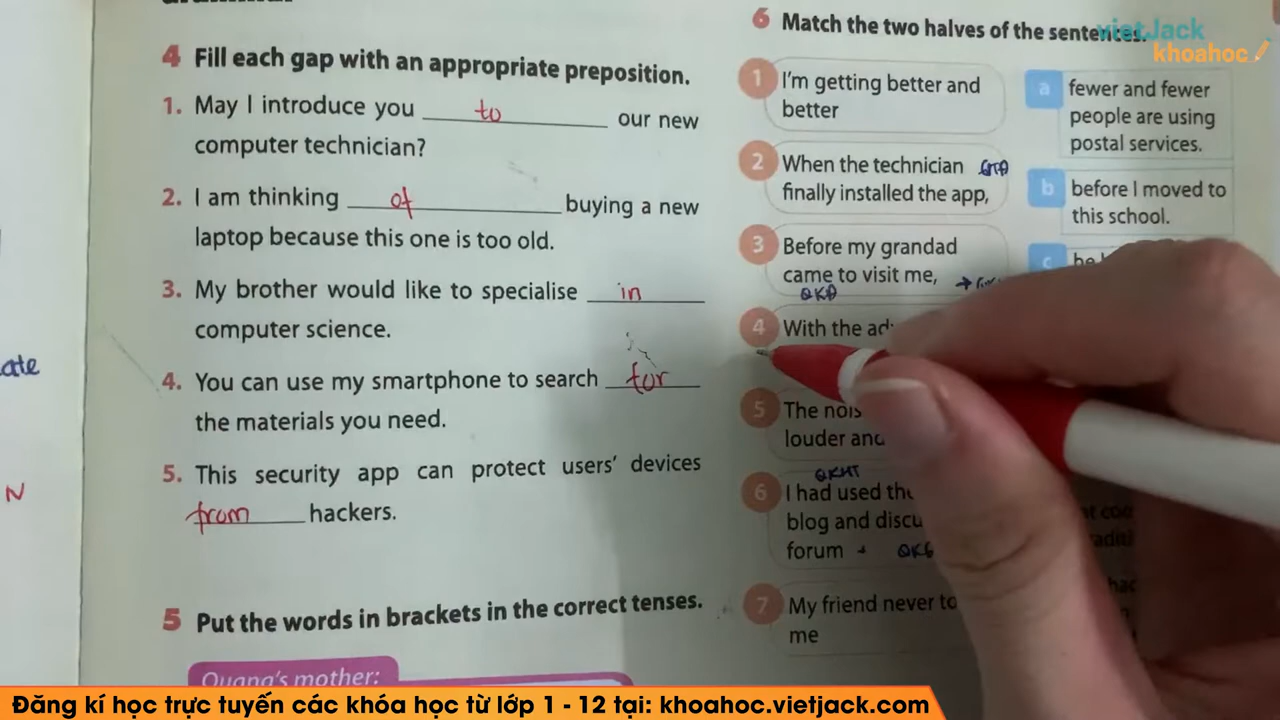 4 Fill each gap with an appropriate preposition.
1. May I introduce you to our new
computer technician?
2. I am thinking of buying a new
laptop because this one is too old.
3. My brother would like to specialise in
computer science.
4. You can use my smartphone to search for
the materials you need.
5. This security app can protect users' devices
from hackers.
5 Put the words in brackets in the correct tenses.
Quang's mother:
ate
N
6 Match the two halves of the sentences.
vietJack
khoahoc
1 I'm getting better and
better
2 When the technician
finally installed the app,
3 Before my grandad
came to visit me,
QKĐ
4 With the
5 The
louder
QKHT
6 I had used
blog and
forum +
7 My friend never
me
a fewer and fewer
people are using
postal services.
b before I moved to
this school.
c
Đăng kí học trực tuyến các khóa học từ lớp 1 - 12 tại: khoahoc.vietjack.com